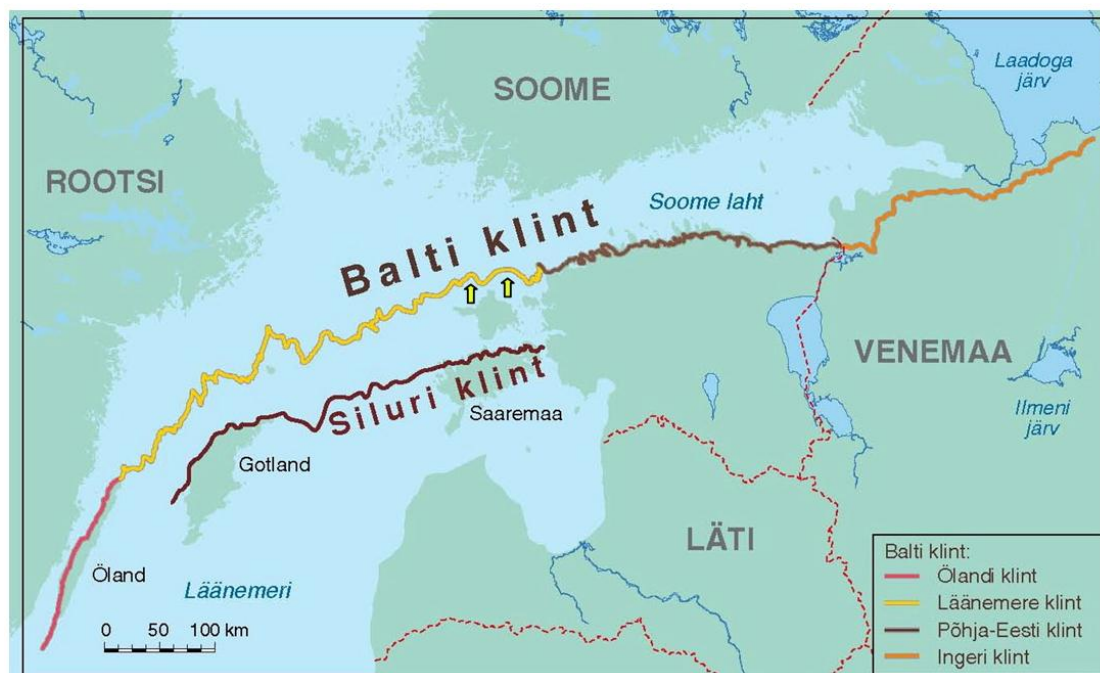 Laadoga
järv
SOOME
ROOTSI
Soome laht
Balti klint
VENEMAA
Siluri klint
Saaremaa
Ilmeni
järv
Gotland
LÄTI
Öland
Läänemeri
0 50 100 km
Balti klint:
Ölandi klint
Läänemere klint
Põhja-Eesti klint
Ingeri klint